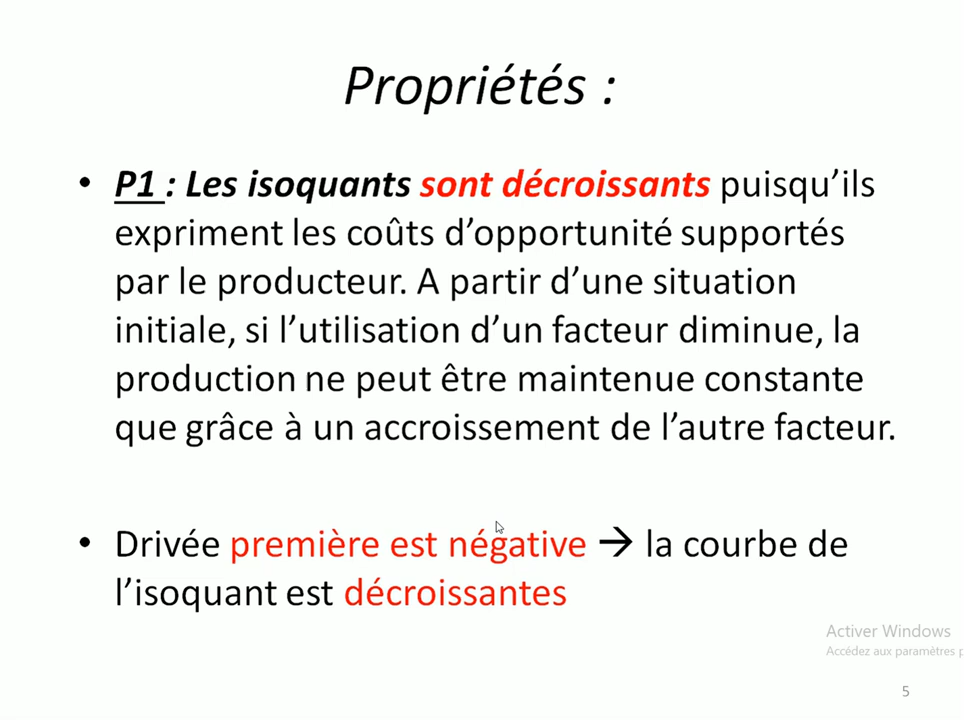 Propriétés :
• P1 : Les isoquants sont décroissants puisqu’ils
expriment les coûts d’opportunité supportés
par le producteur. A partir d’une situation
initiale, si l’utilisation d’un facteur diminue, la
production ne peut être maintenue constante
que grâce à un accroissement de l’autre facteur.
• Drivée première est négative → la courbe de
l’isoquant est décroissantes
Activer Windows
Accédez aux paramètres p
5